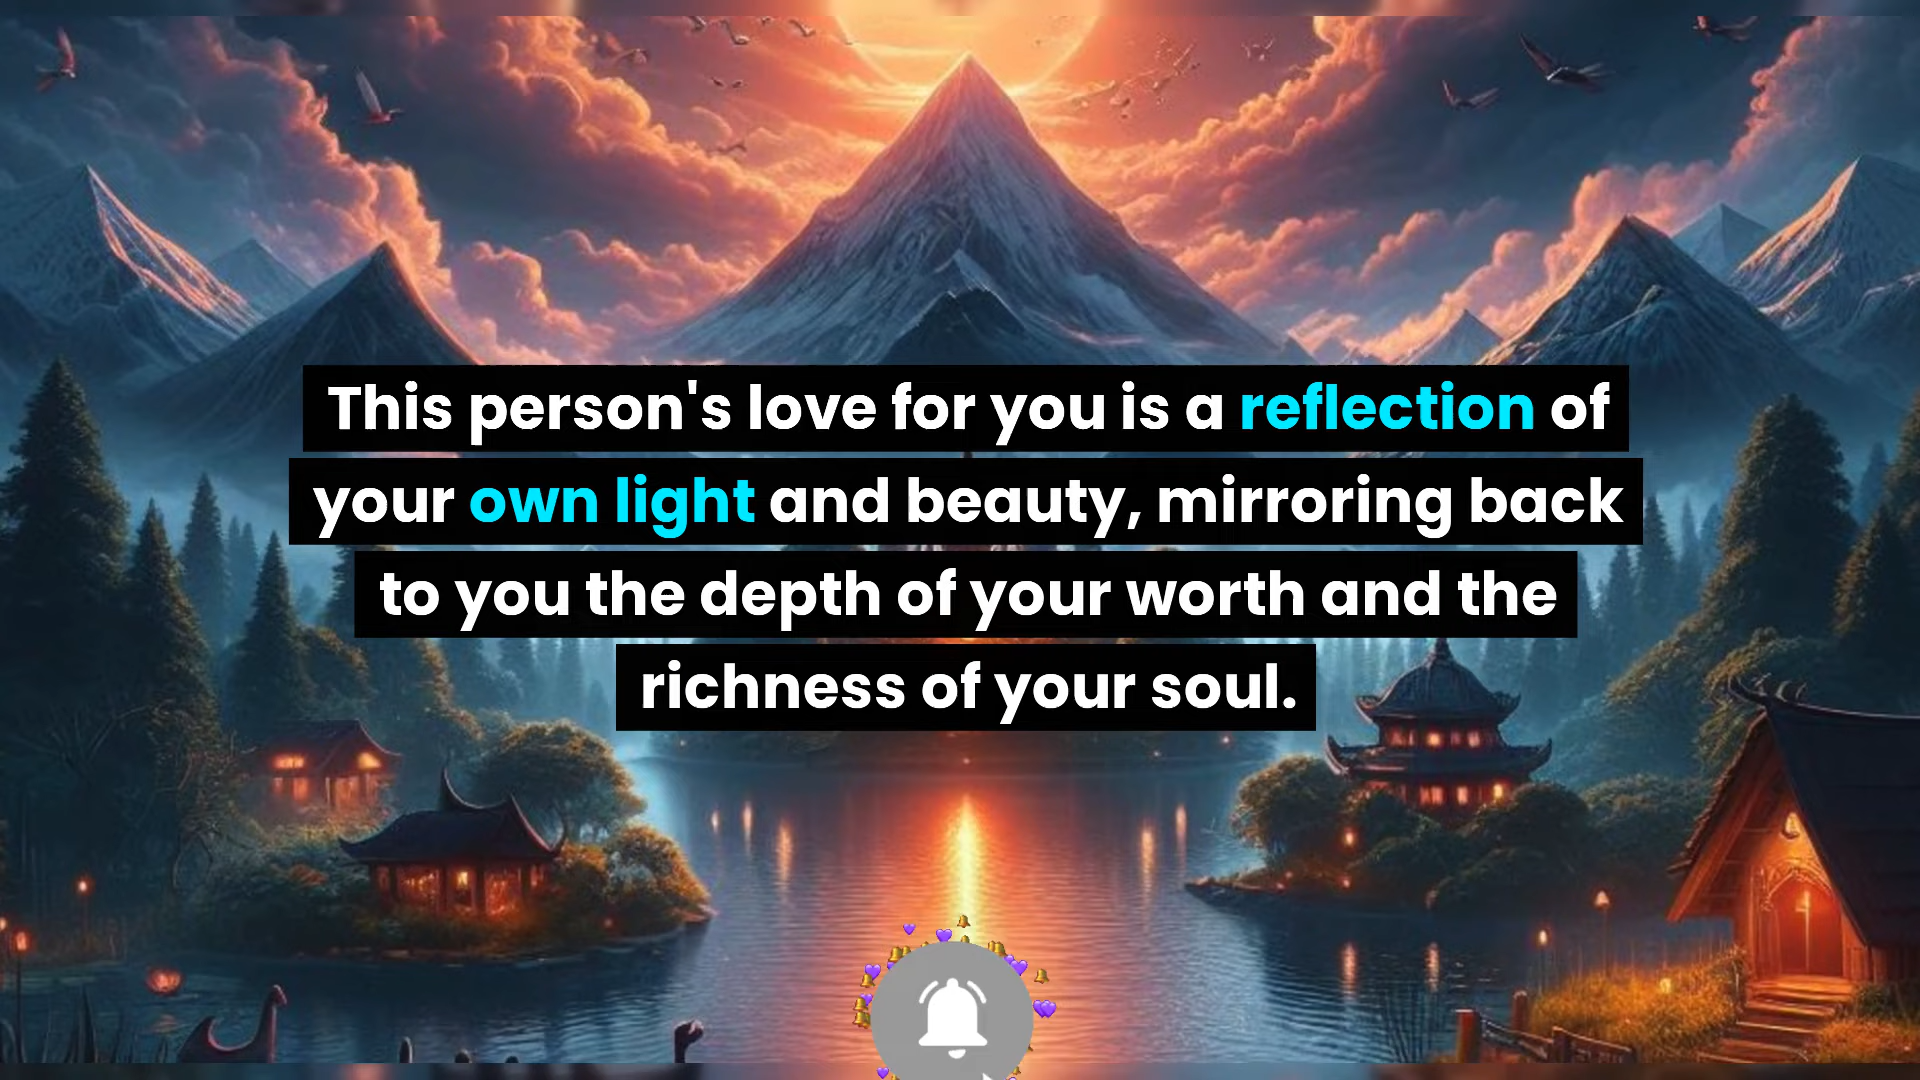 This person's love for you is a reflection of
your own light and beauty, mirroring back
to you the depth of your worth and the
richness of your soul.